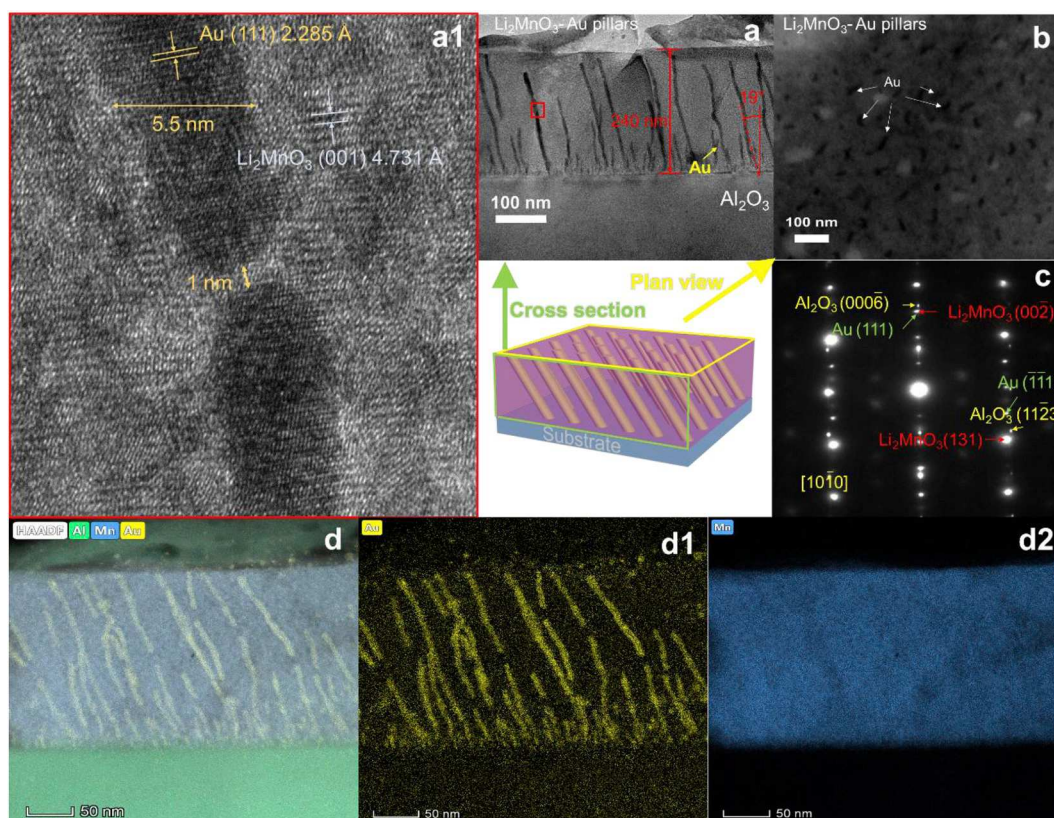 a1
Au (111) 2.285 Å
5.5 nm
Li₂MnO₃ (001) 4.731 Å
1 nm
Li₂MnO₃-Au pillars
a
240 nm
19°
Au
100 nm
Al₂O₃
Li₂MnO₃-Au pillars
b
Au
100 nm
Cross section
Plan view
Substrate
c
Al₂O₃ (0006̄)
Li₂MnO₃(002̄)
Au (111)
Au (1̄1̄1
Al₂O₃(112̄3
Li₂MnO₃(131)
[101̄0]
HAADF Al Mn Au
d
50 nm
Au
d1
50 nm
Mn
d2
50 nm